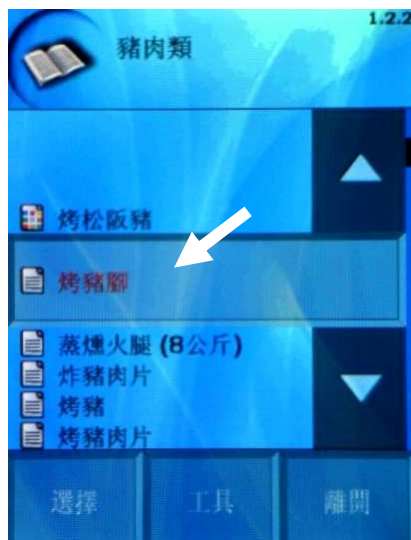 1.2.2
豬肉類
烤松阪豬
烤豬腳
蒸燻火腿 (8公斤)
炸豬肉片
烤豬
烤豬肉片
選擇 工具 離開